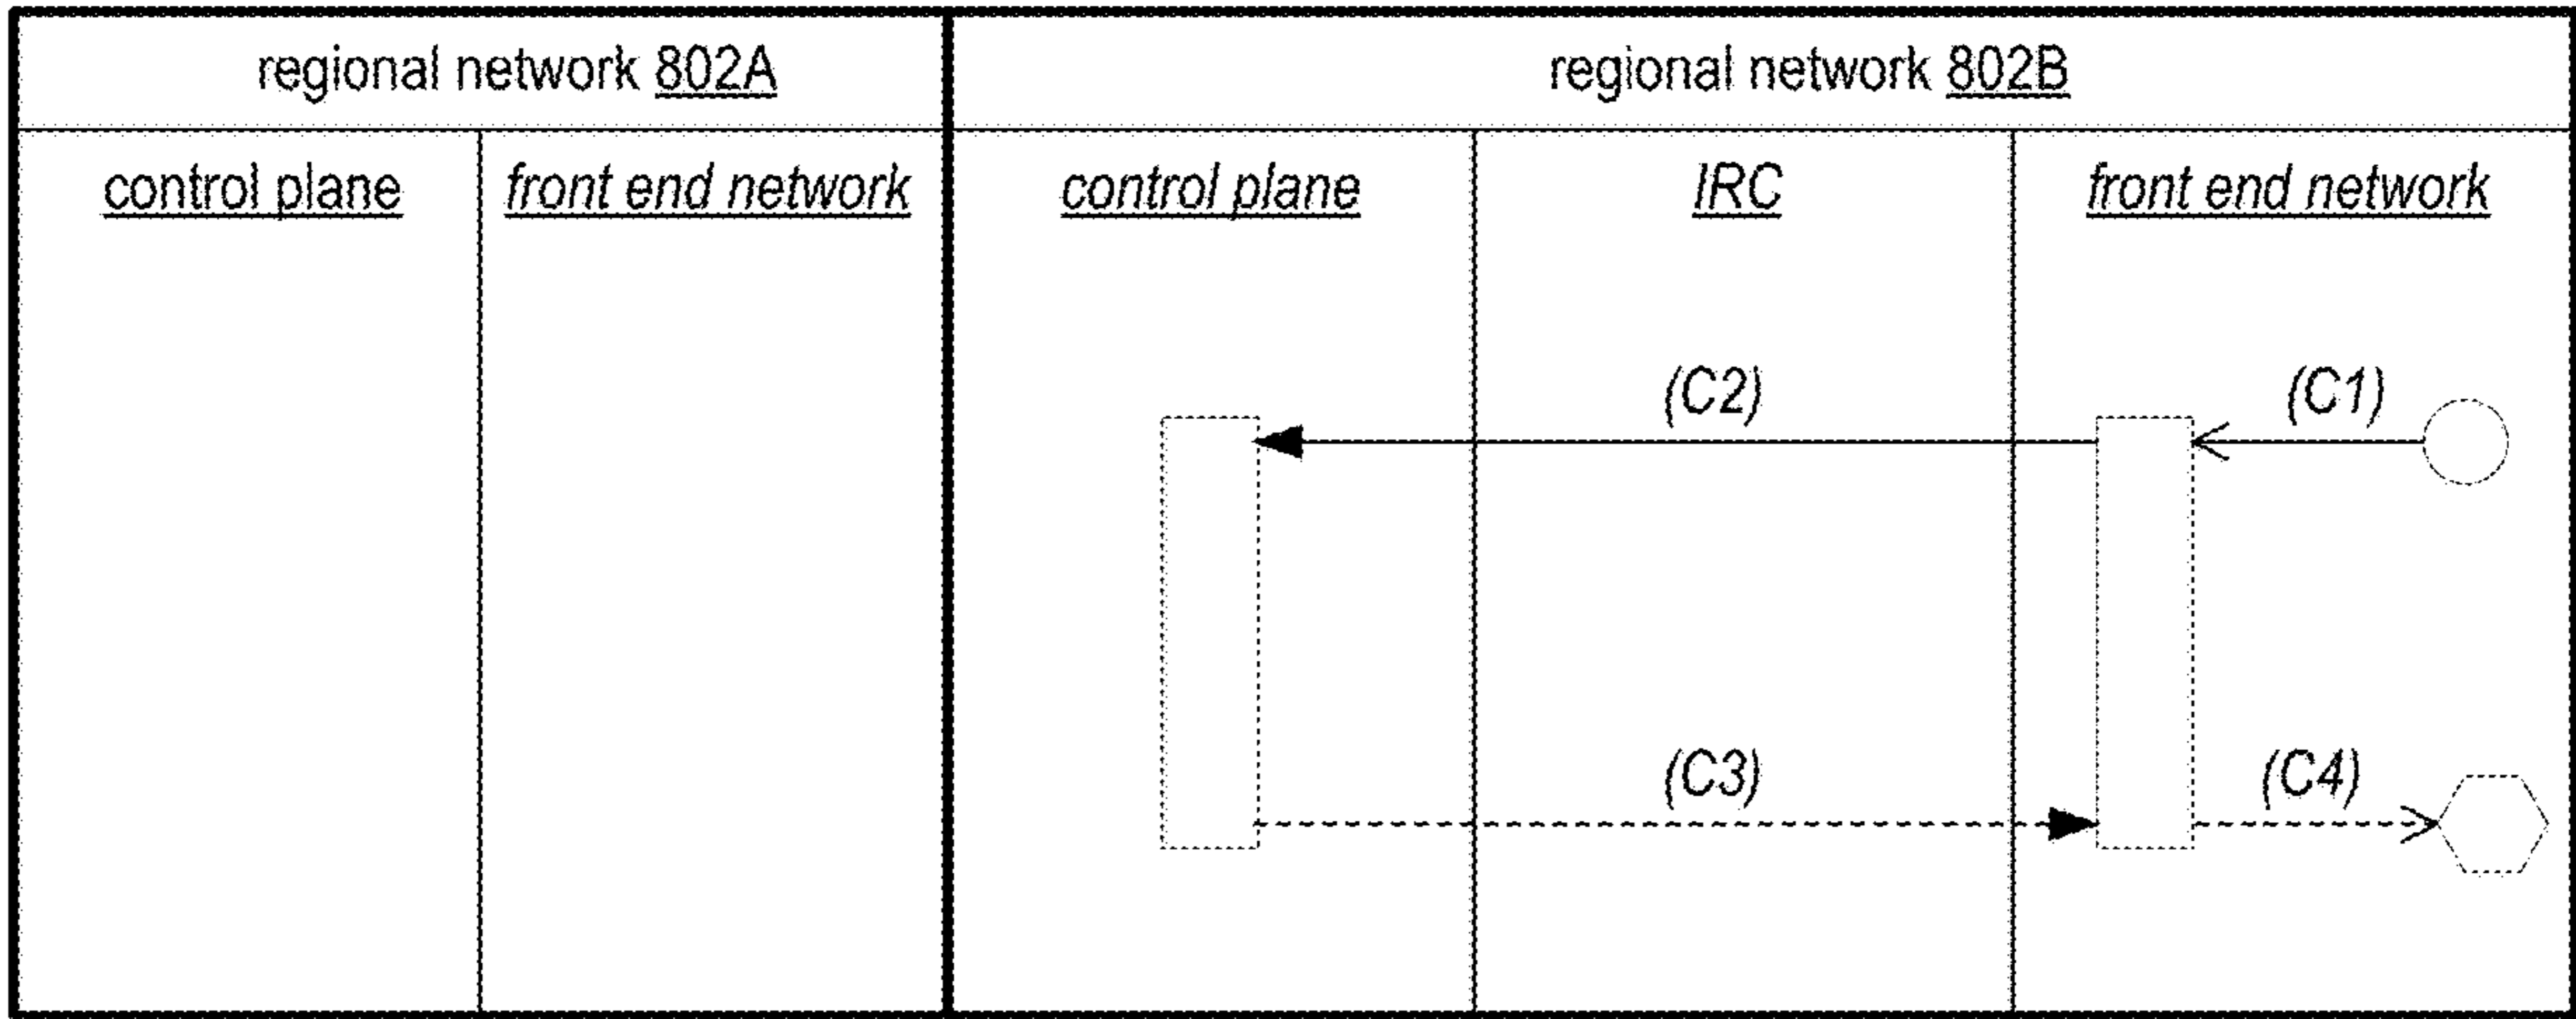 regional network 802A
regional network 802B
control plane
front end network
control plane
IRC
front end network
(C2)
(C1)
(C3)
(C4)